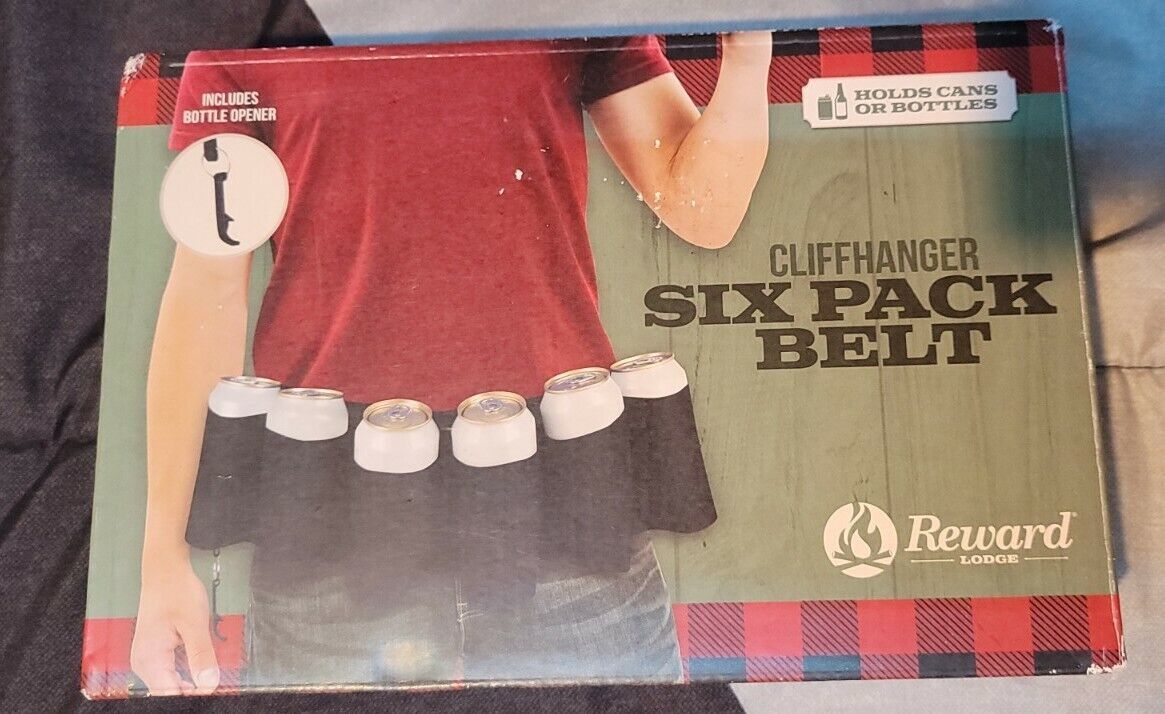 INCLUDES
BOTTLE OPENER
HOLDS CANS
OR BOTTLES
CLIFFHANGER
SIX PACK
BELT
Reward
LODGE